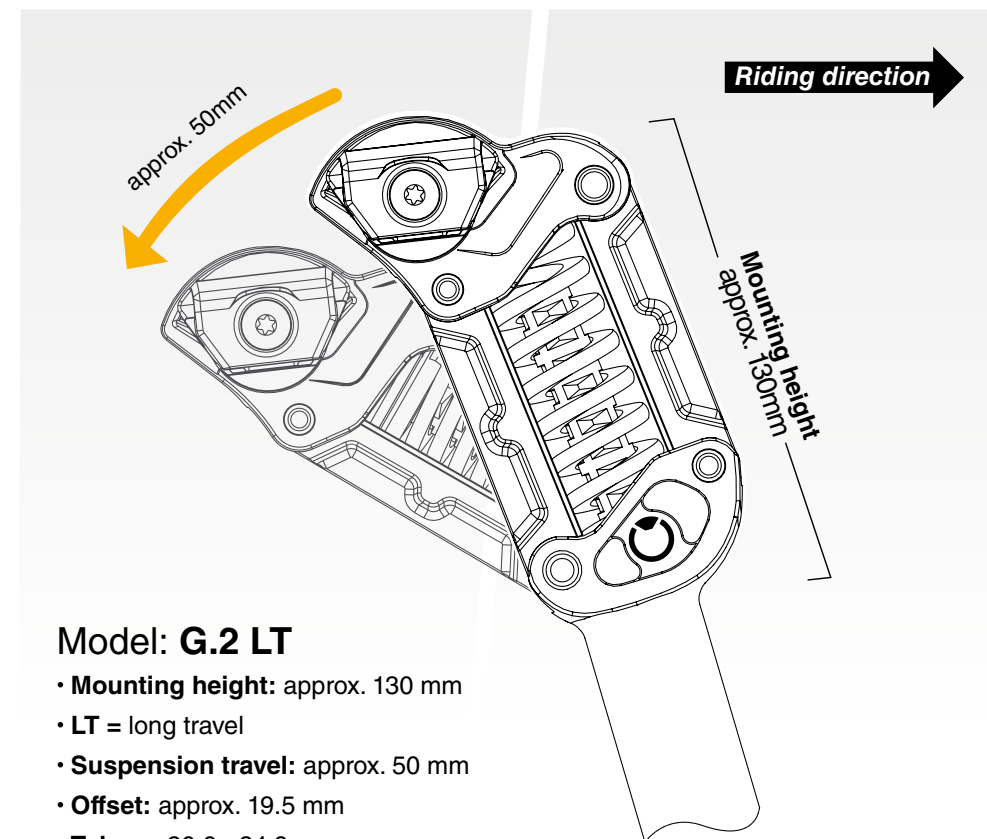 Riding direction
approx. 50mm
Mounting height
approx. 130mm
Model: G.2 LT
· Mounting height: approx. 130 mm
· LT = long travel
· Suspension travel: approx. 50 mm
· Offset: approx. 19.5 mm